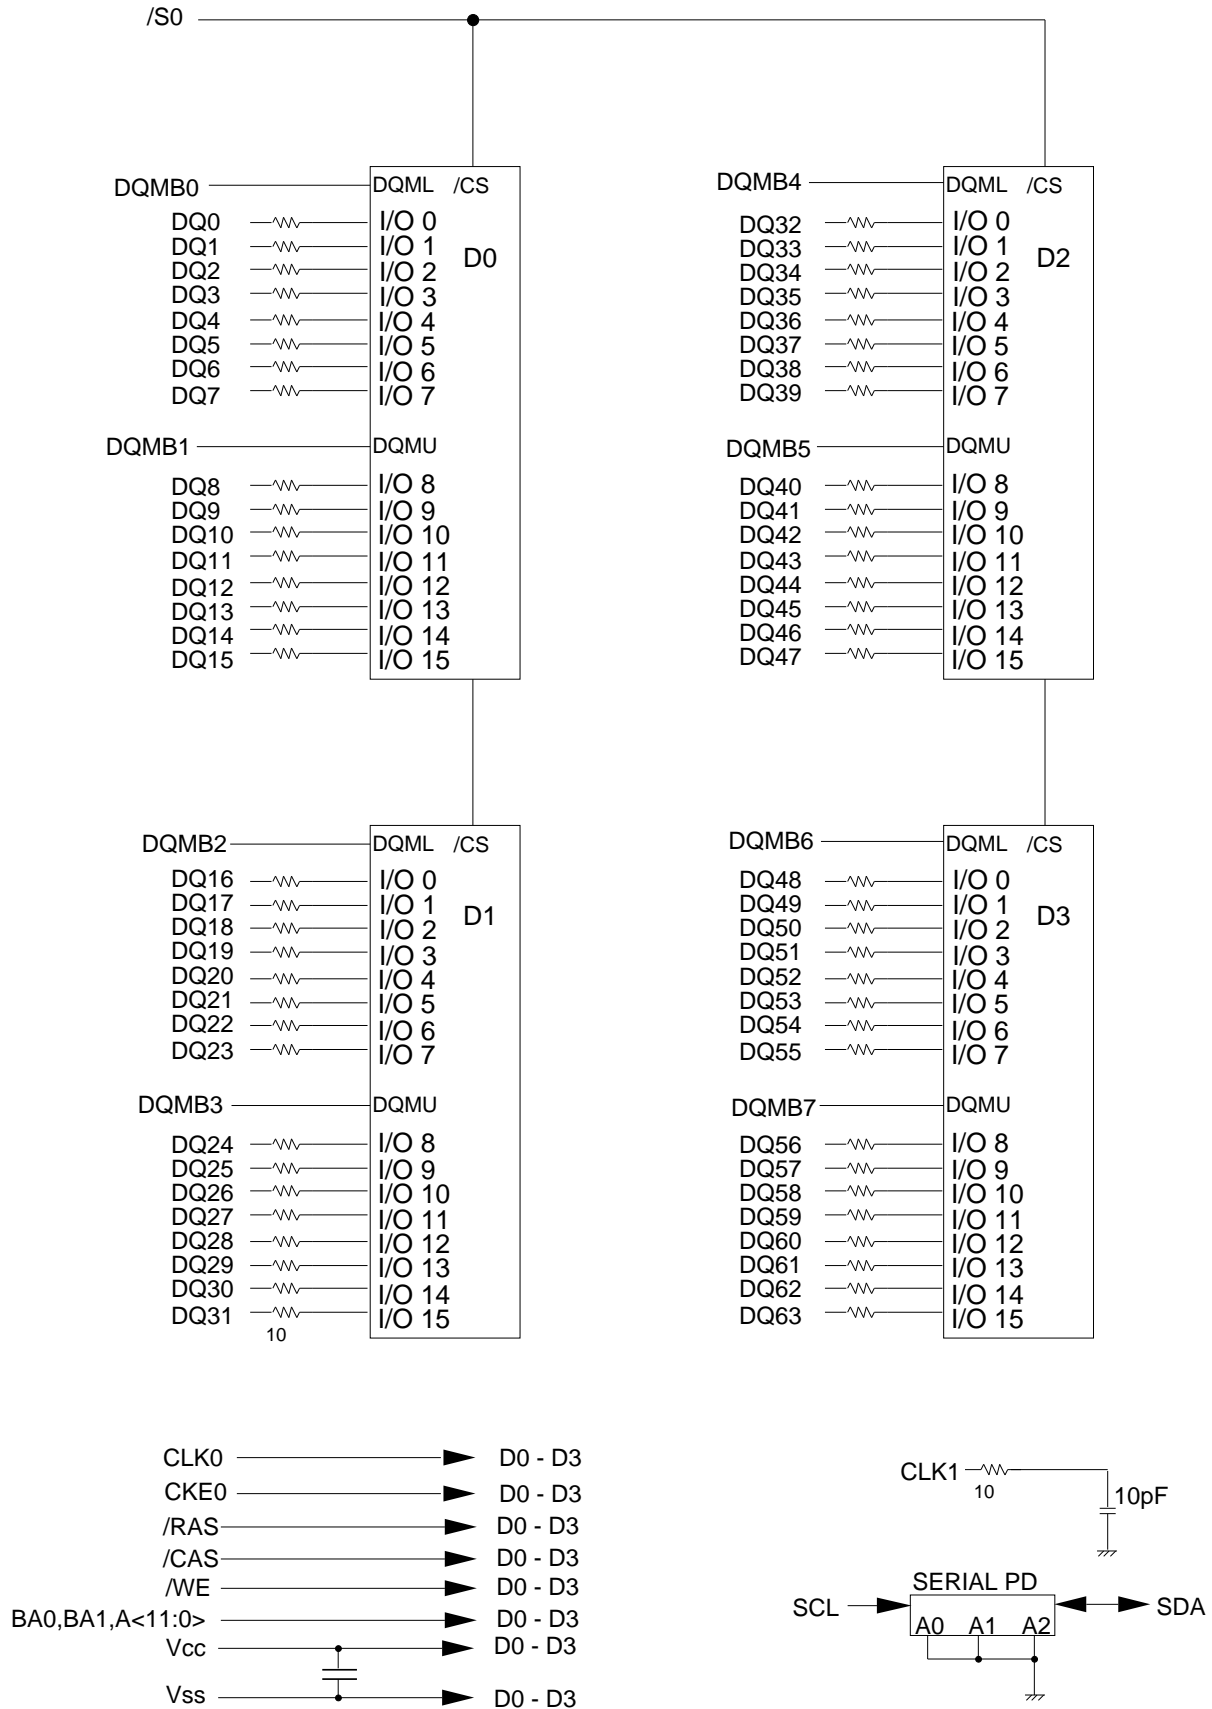 /S0
DQMB0 DQML /CS
DQ0 I/O 0
DQ1 I/O 1
D0
DQ2 I/O 2
DQ3 I/O 3
DQ4 I/O 4
DQ5 I/O 5
DQ6 I/O 6
DQ7 I/O 7
DQMB1 DQMU
DQ8 I/O 8
DQ9 I/O 9
DQ10 I/O 10
DQ11 I/O 11
DQ12 I/O 12
DQ13 I/O 13
DQ14 I/O 14
DQ15 I/O 15
DQMB4 DQML /CS
DQ32 I/O 0
DQ33 I/O 1
D2
DQ34 I/O 2
DQ35 I/O 3
DQ36 I/O 4
DQ37 I/O 5
DQ38 I/O 6
DQ39 I/O 7
DQMB5 DQMU
DQ40 I/O 8
DQ41 I/O 9
DQ42 I/O 10
DQ43 I/O 11
DQ44 I/O 12
DQ45 I/O 13
DQ46 I/O 14
DQ47 I/O 15
DQMB2 DQML /CS
DQ16 I/O 0
DQ17 I/O 1
D1
DQ18 I/O 2
DQ19 I/O 3
DQ20 I/O 4
DQ21 I/O 5
DQ22 I/O 6
DQ23 I/O 7
DQMB3 DQMU
DQ24 I/O 8
DQ25 I/O 9
DQ26 I/O 10
DQ27 I/O 11
DQ28 I/O 12
DQ29 I/O 13
DQ30 I/O 14
DQ31 I/O 15
10
DQMB6 DQML /CS
DQ48 I/O 0
DQ49 I/O 1
D3
DQ50 I/O 2
DQ51 I/O 3
DQ52 I/O 4
DQ53 I/O 5
DQ54 I/O 6
DQ55 I/O 7
DQMB7 DQMU
DQ56 I/O 8
DQ57 I/O 9
DQ58 I/O 10
DQ59 I/O 11
DQ60 I/O 12
DQ61 I/O 13
DQ62 I/O 14
DQ63 I/O 15
CLK0 D0 - D3
CKE0 D0 - D3
/RAS D0 - D3
/CAS D0 - D3
/WE D0 - D3
BA0,BA1,A<11:0> D0 - D3
Vcc D0 - D3
Vss D0 - D3
CLK1
10
10pF
SERIAL PD
SCL SDA
A0 A1 A2